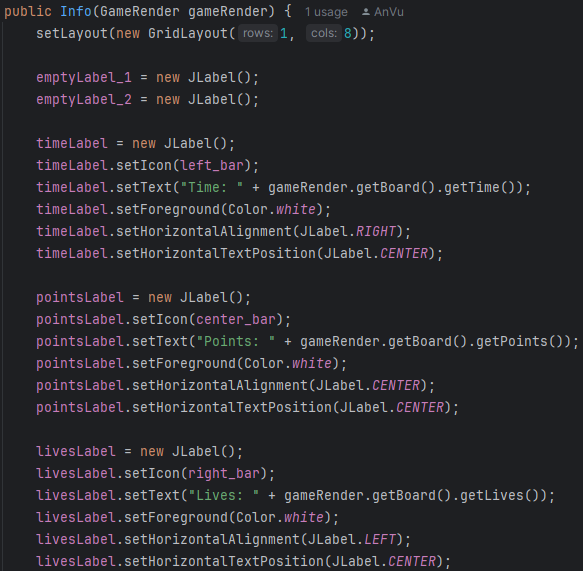 public Info(GameRender gameRender) { 1 usage AnVu
setLayout(new GridLayout( rows: 1, cols: 8));
emptyLabel_1 = new JLabel();
emptyLabel_2 = new JLabel();
timeLabel = new JLabel();
timeLabel.setIcon(left_bar);
timeLabel.setText("Time: " + gameRender.getBoard().getTime());
timeLabel.setForeground(Color.white);
timeLabel.setHorizontalAlignment(JLabel.RIGHT);
timeLabel.setHorizontalTextPosition(JLabel.CENTER);
pointsLabel = new JLabel();
pointsLabel.setIcon(center_bar);
pointsLabel.setText("Points: " + gameRender.getBoard().getPoints());
pointsLabel.setForeground(Color.white);
pointsLabel.setHorizontalAlignment(JLabel.CENTER);
pointsLabel.setHorizontalTextPosition(JLabel.CENTER);
livesLabel = new JLabel();
livesLabel.setIcon(right_bar);
livesLabel.setText("Lives: " + gameRender.getBoard().getLives());
livesLabel.setForeground(Color.white);
livesLabel.setHorizontalAlignment(JLabel.LEFT);
livesLabel.setHorizontalTextPosition(JLabel.CENTER);